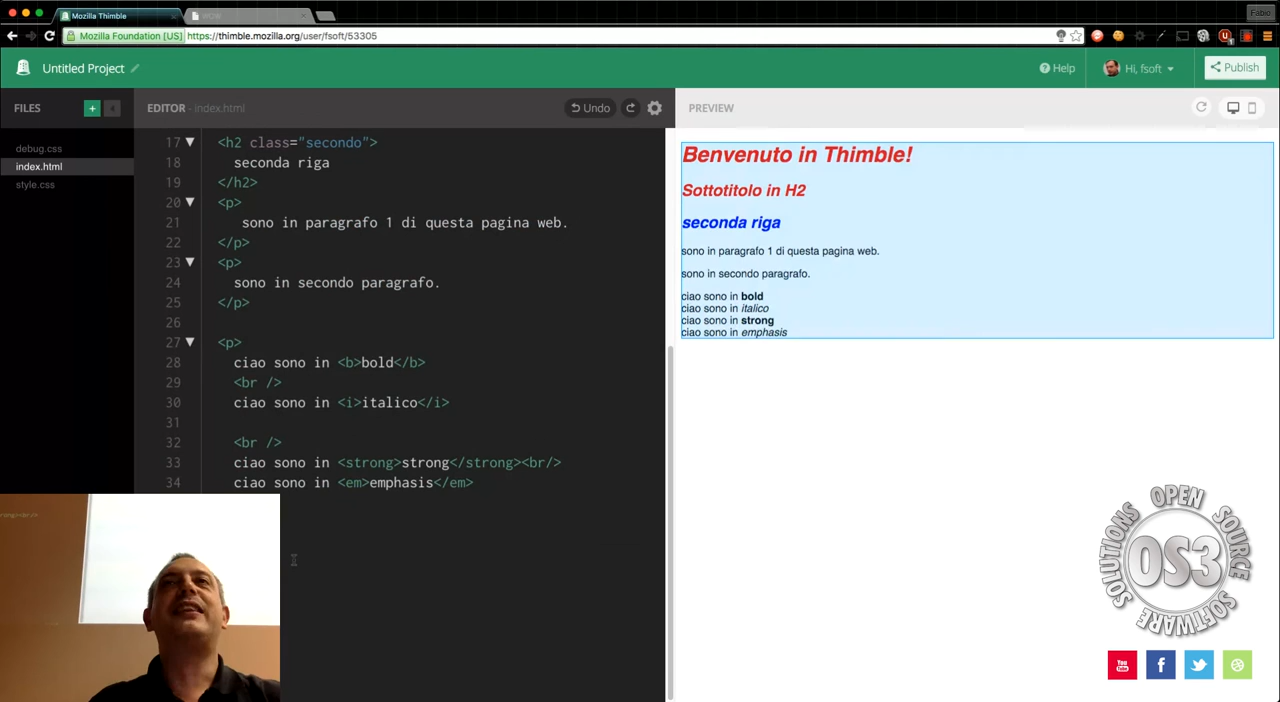 Mozilla Thimble
WOW
Fabio
Mozilla Foundation [US]
https://thimble.mozilla.org/user/fsoft/53305
Untitled Project
Help
Hi, fsoft
Publish
FILES
debug.css
index.html
style.css
EDITOR - index.html
Undo
17 <h2 class="secondo">
18 seconda riga
19 </h2>
20 <p>
21 sono in paragrafo 1 di questa pagina web.
22 </p>
23 <p>
24 sono in secondo paragrafo.
25 </p>
26
27 <p>
28 ciao sono in <b>bold</b>
29 <br />
30 ciao sono in <i>italico</i>
31
32 <br />
33 ciao sono in <strong>strong</strong><br/>
34 ciao sono in <em>emphasis</em>
PREVIEW
Benvenuto in Thimble!
Sottotitolo in H2
seconda riga
sono in paragrafo 1 di questa pagina web.
sono in secondo paragrafo.
ciao sono in bold
ciao sono in italico
ciao sono in strong
ciao sono in emphasis
SOLUTIONS OPEN SOURCE SOFTWARE
OS3
You Tube